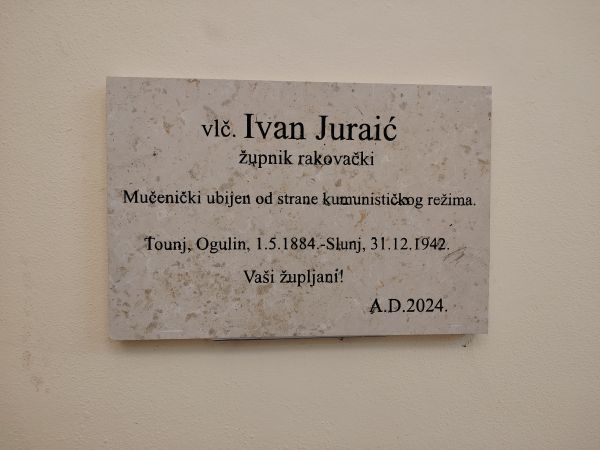 vlč. Ivan Juraić
župnik rakovački
Mučenički ubijen od strane kumunističkog režima.
Tounj, Ogulin, 1.5.1884.-Slunj, 31.12.1942.
Vaši župljani!
A.D.2024.